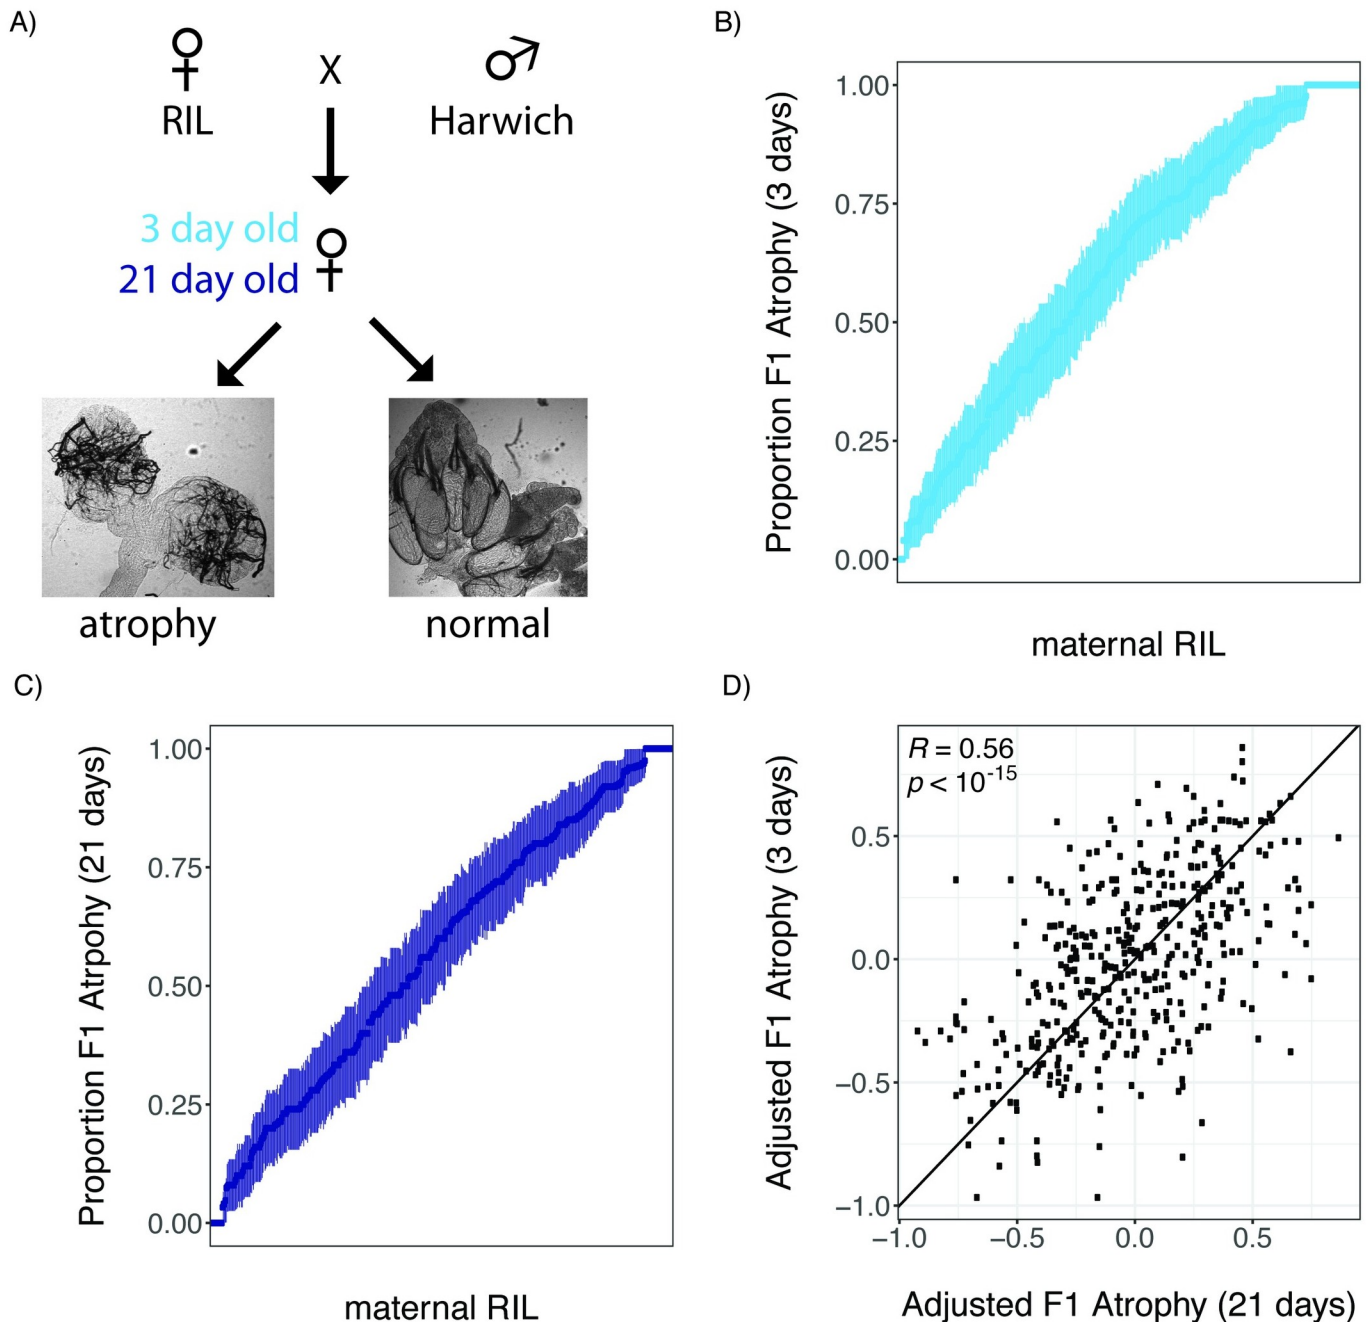 A)
♀ X ♂
RIL
Harwich
3 day old
21 day old
♀
atrophy
normal
B)
Proportion F1 Atrophy (3 days)
1.00
0.75
0.50
0.25
0.00
maternal RIL
C)
Proportion F1 Atrpohy (21 days)
1.00
0.75
0.50
0.25
0.00
maternal RIL
D)
R = 0.56
p < 10⁻¹⁵
Adjusted F1 Atrophy (3 days)
0.5
0.0
−0.5
−1.0
−1.0 −0.5 0.0 0.5
Adjusted F1 Atrophy (21 days)